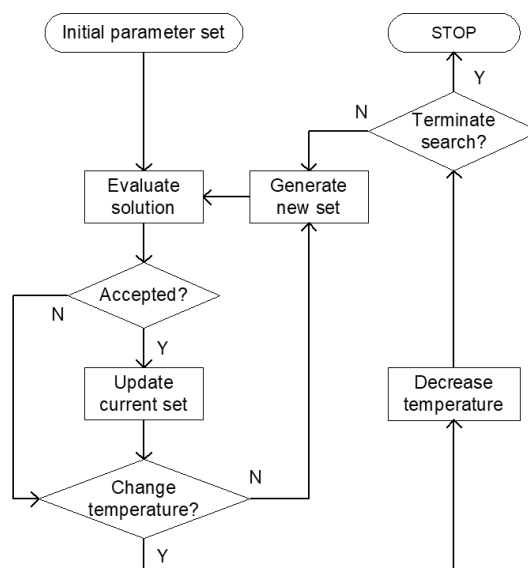 Initial parameter set
STOP
Y
N
Terminate
search?
Evaluate
solution
Generate
new set
N
Accepted?
Y
Update
current set
Decrease
temperature
N
Change
temperature?
Y